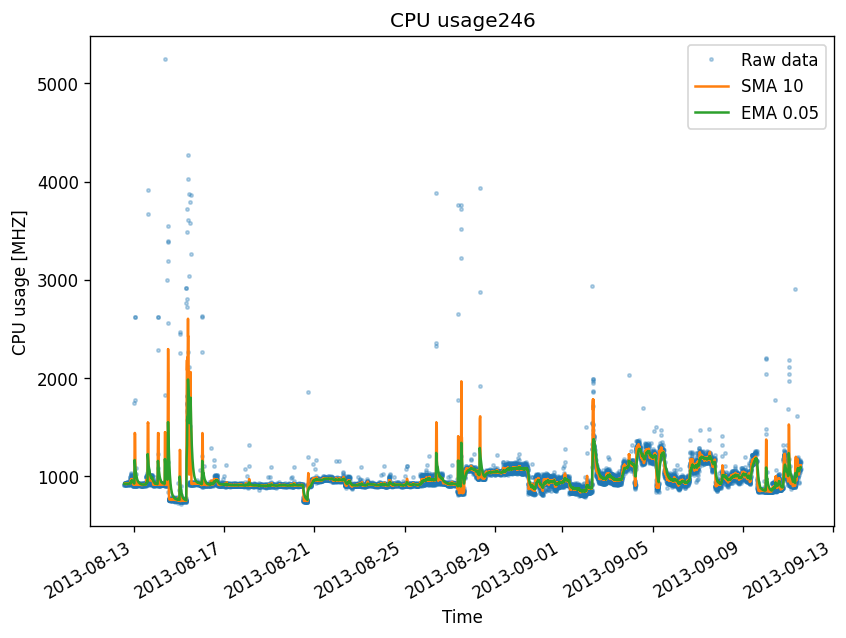 CPU usage246
Raw data
SMA 10
EMA 0.05
5000
4000
3000
2000
1000
CPU usage [MHZ]
2013-08-13
2013-08-17
2013-08-21
2013-08-25
2013-08-29
2013-09-01
2013-09-05
2013-09-09
2013-09-13
Time